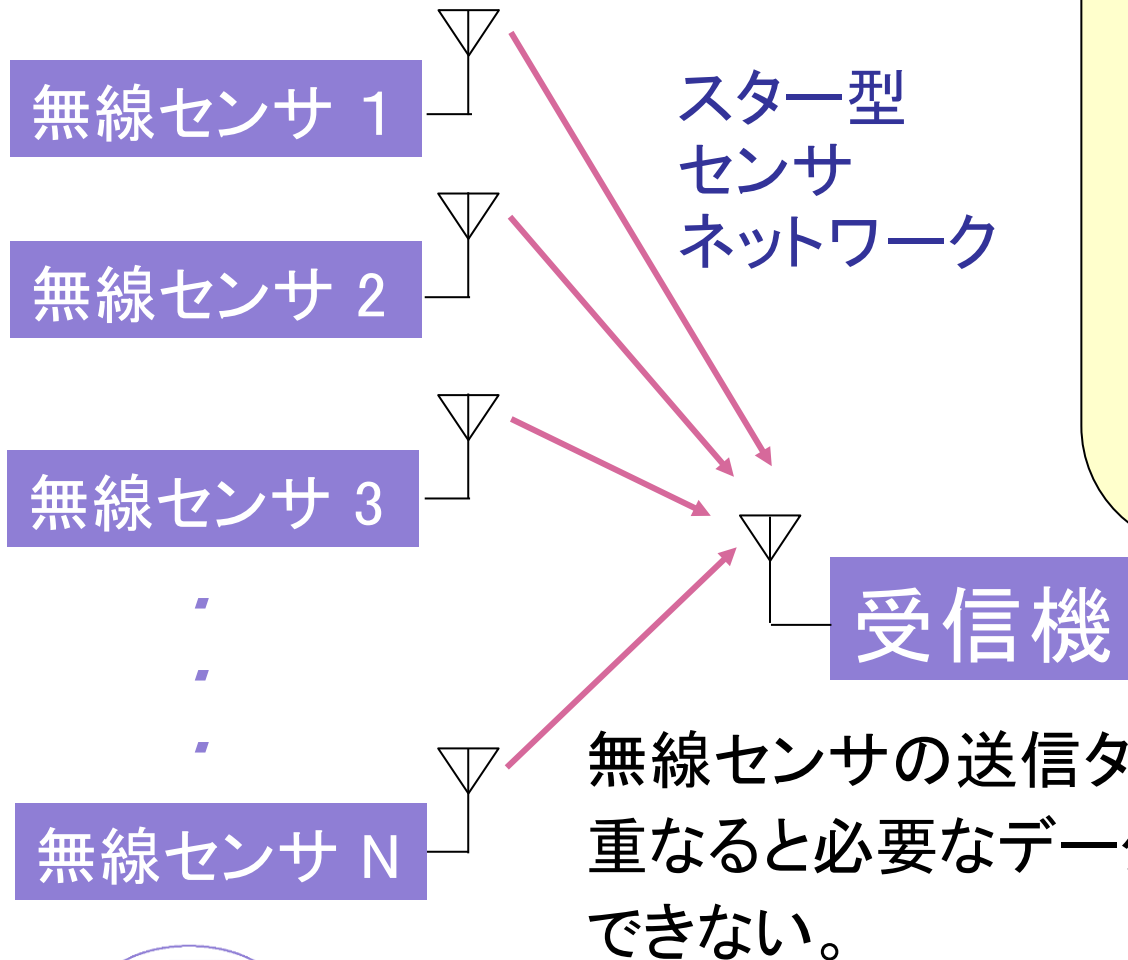 無線センサ 1
スター型
センサ
ネットワーク
無線センサ 2
無線センサ 3
受信機
無線センサの送信タ
重なると必要なデー
できない。
無線センサ N